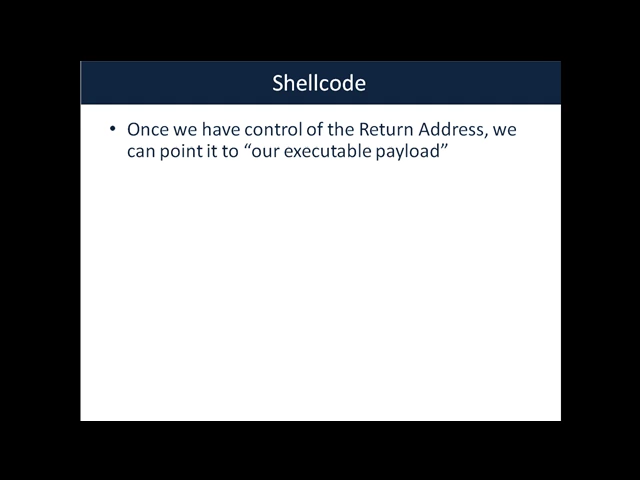 Shellcode
• Once we have control of the Return Address, we
can point it to “our executable payload”